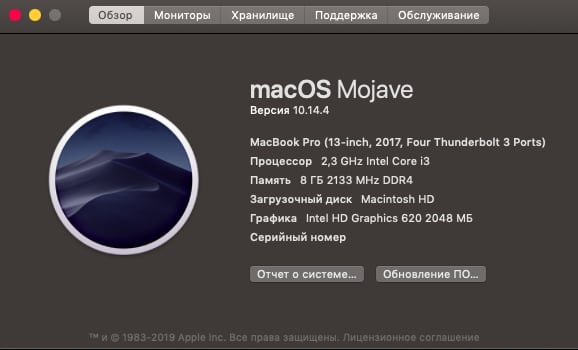 Обзор Мониторы Хранилище Поддержка Обслуживание
macOS Mojave
Версия 10.14.4
MacBook Pro (13-inch, 2017, Four Thunderbolt 3 Ports)
Процессор 2,3 GHz Intel Core i3
Память 8 ГБ 2133 MHz DDR4
Загрузочный диск Macintosh HD
Графика Intel HD Graphics 620 2048 МБ
Серийный номер
Отчет о системе... Обновление ПО...
™ и © 1983-2019 Apple Inc. Все права защищены. Лицензионное соглашение